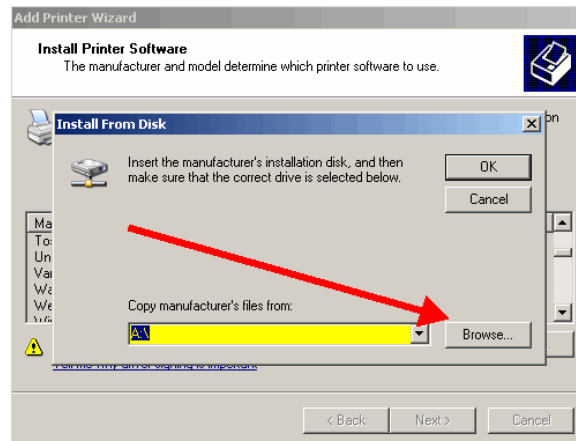 Add Printer Wizard
Install Printer Software
The manufacturer and model determine which printer software to use.
Install From Disk
Insert the manufacturer's installation disk, and then
make sure that the correct drive is selected below.
OK
Cancel
Copy manufacturer's files from:
A:\
Browse...
< Back
Next >
Cancel